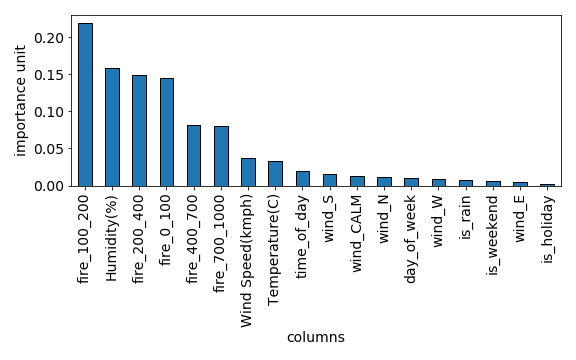 importance unit
0.20
0.15
0.10
0.05
0.00
fire_100_200
Humidity(%)
fire_200_400
fire_0_100
fire_400_700
fire_700_1000
Wind Speed(kmph)
Temperature(C)
time_of_day
wind_S
wind_CALM
wind_N
day_of_week
wind_W
is_rain
is_weekend
wind_E
is_holiday
columns